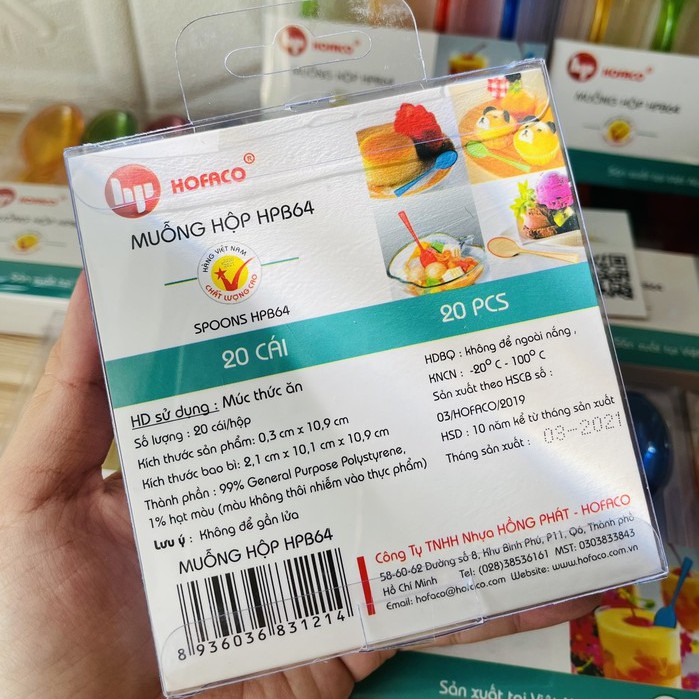 HOFACO
MUỖNG HỘP HPB64
HOFACO
MUỖNG HỘP HPB64
hp HOFACO®
MUỖNG HỘP HPB64
HÀNG VIỆT NAM
CHẤT LƯỢNG CAO
SPOONS HPB64
20 CÁI
20 PCS
HD sử dụng : Múc thức ăn
Số lượng : 20 cái/hộp
Kích thước sản phẩm: 0,3 cm x 10,9 cm
Kích thước bao bì: 2,1 cm x 10,1 cm x 10,9 cm
Thành phần : 99% General Purpose Polystyrene,
1% hạt màu (màu không thôi nhiễm vào thực phẩm)
Lưu ý : Không để gần lửa
HDBQ : không để ngoài nắng,
KNCN : -20⁰ C - 100⁰ C
Sản xuất theo HSCB số :
03/HOFACO/2019
HSD : 10 năm kể từ tháng sản xuất
Tháng sản xuất : 03-2021
MUỖNG HỘP HPB64
8 936036 831214
Công Ty TNHH Nhựa HỒNG PHÁT - HOFACO
58-60-62 Đường số 8, Khu Bình Phú, P11, Q6, Thành phố
Hồ Chí Minh Tel: (028)38536161 MST: 0303833843
Email: hofaco@hofaco.com Website: www.hofaco.com.vn
Sản xuất tại Việt